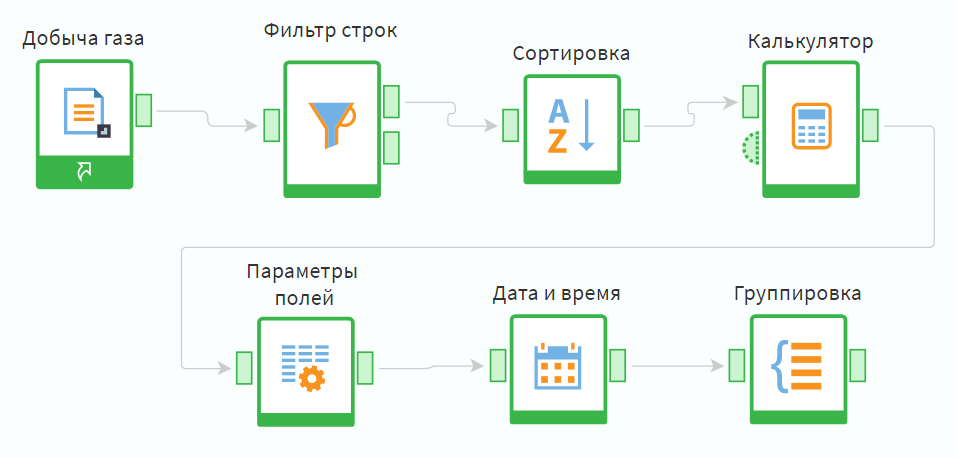 Добыча газа
Фильтр строк
Сортировка
Калькулятор
A
Z
Параметры
полей
Дата и время
Группировка